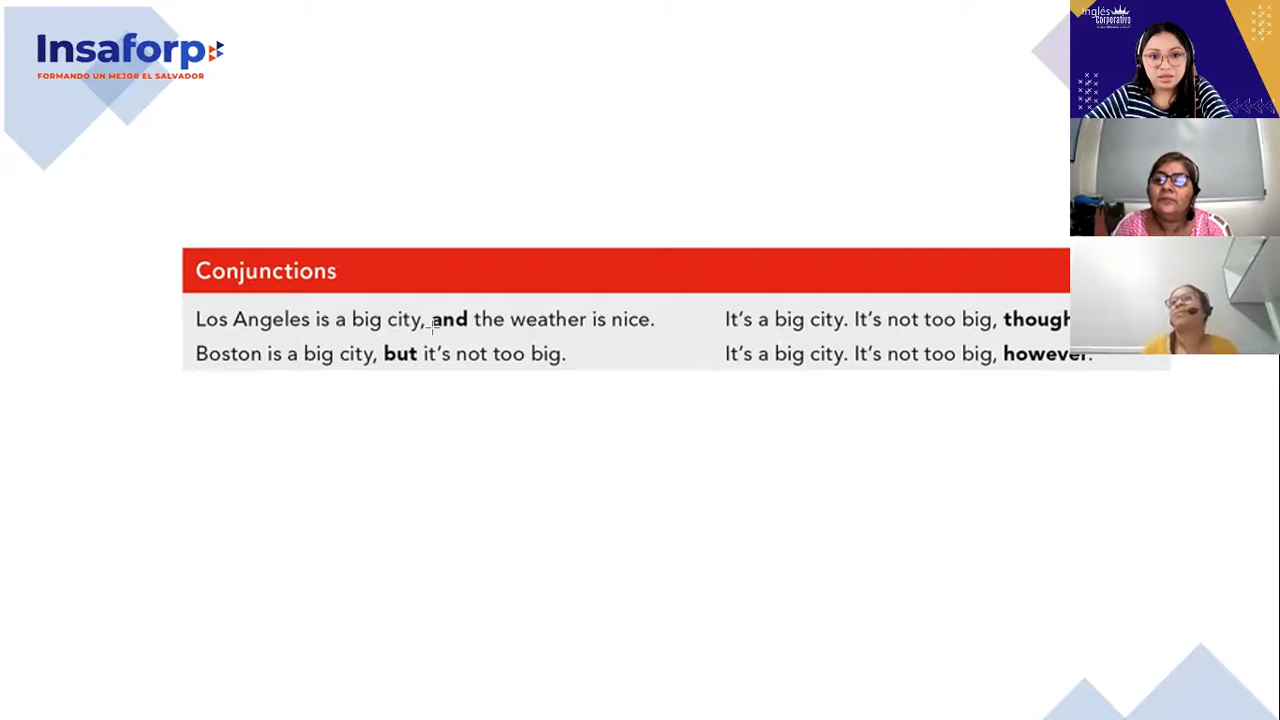 Insaforp
FORMANDO UN MEJOR EL SALVADOR
Inglés
Corporativo
Conjunctions
Los Angeles is a big city, and the weather is nice.
Boston is a big city, but it's not too big.
It's a big city. It's not too big, though
It's a big city. It's not too big, however.